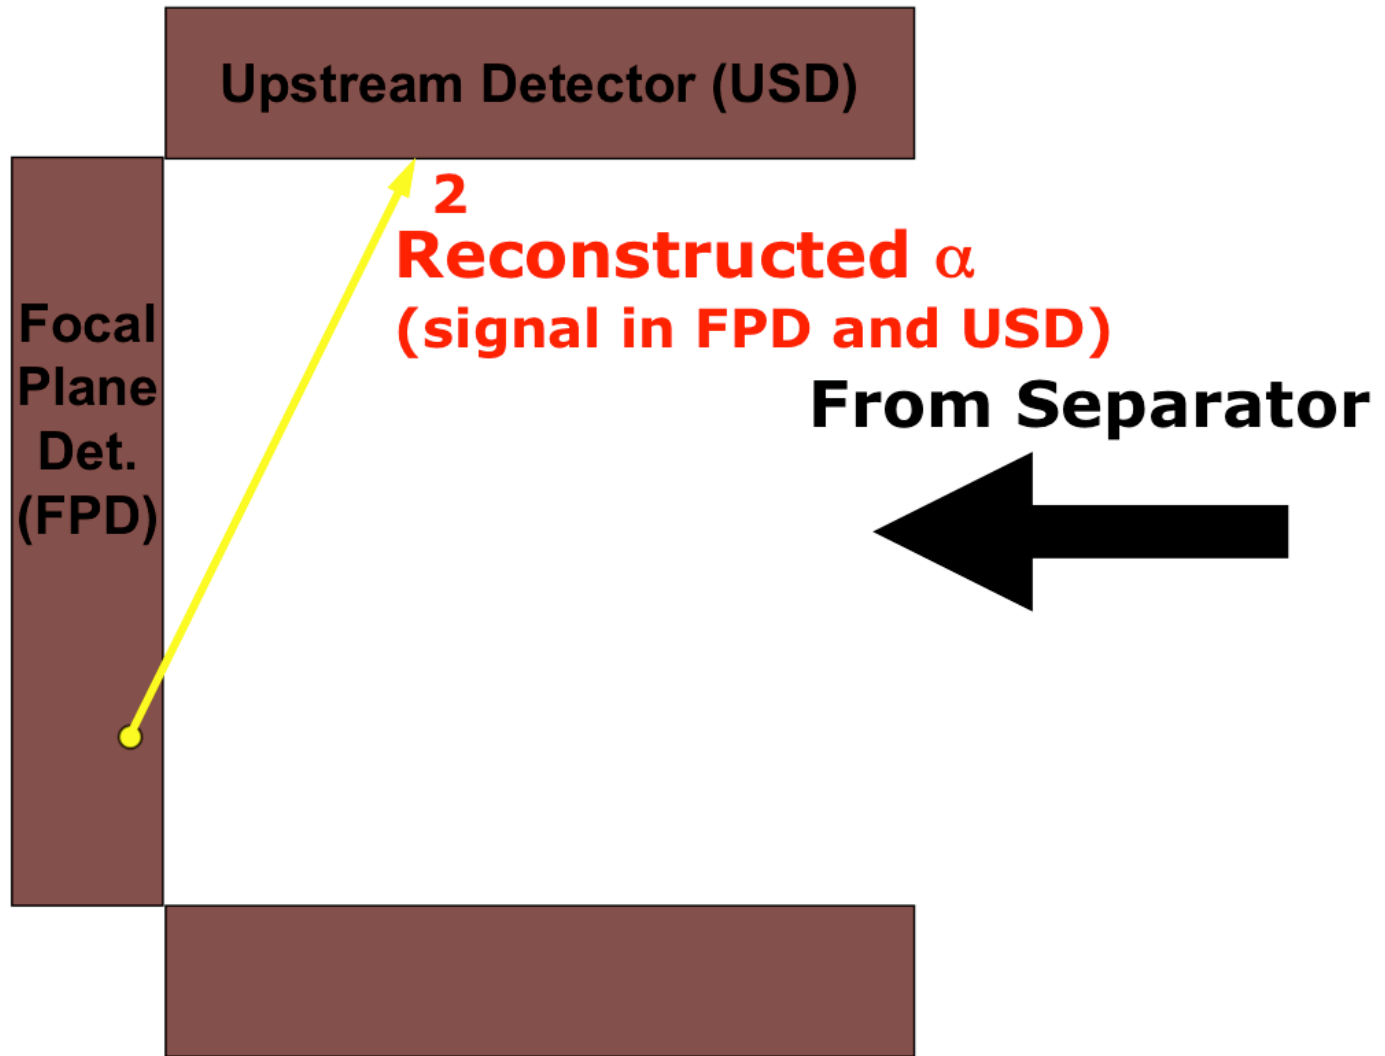 Upstream Detector (USD)
2
Reconstructed α
(signal in FPD and USD)
Focal
Plane
Det.
(FPD)
From Separator